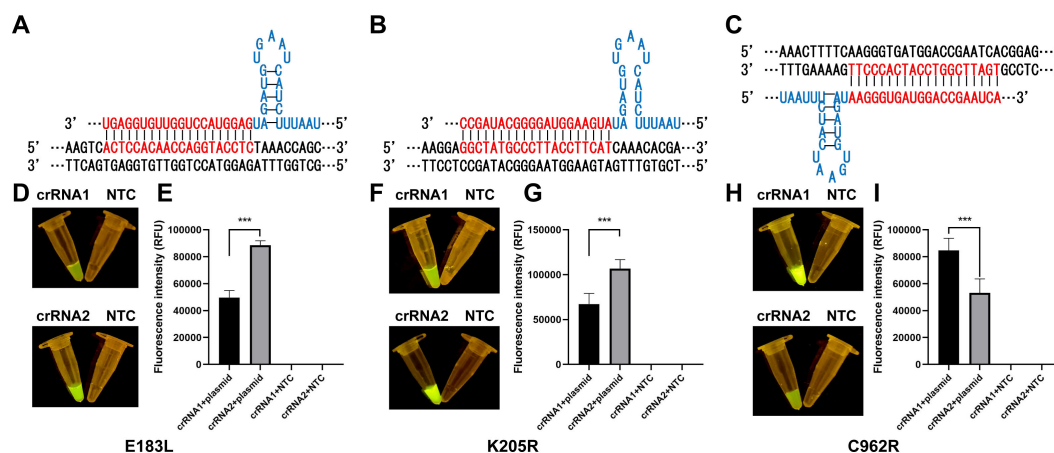 A
G A
U A
G U
U C
G A
U U
A C
G U
3’ ···UGAGGUGUUGGUCCAUGGAGUA UUUAAU···5’
5’ ···AAGTCACTCCACAACCAGGTACCTCTAAACCAGC···3’
3’ ···TTCAGTGAGGTGTTGGTCCATGGAGATTTGGTCG···5’
B
G A
U A
G U
U C
G A
U U
A C
G U
3’ ···CCGAUACGGGGAUGGAAGUAUA UUUAAU···5’
5’ ···AAGGAGGCTATGCCCTTACCTTCATCAAACACGA···3’
3’ ···TTCCTCCGATACGGGAATGGAAGTAGTTTGTGCT···5’
C
5’ ···AAACTTTTCAAGGGTGATGGACCGAATCACGGAG···3’
3’ ···TTTGAAAAGTTCCCACTACCTGGCTTAGTGCCTC···5’
5’ ···UAAUUU AUAAGGGUGAUGGACCGAAUCA···3’
D
crRNA1 NTC
crRNA2 NTC
E
Fluorescence intensity (RFU)
100000
80000
60000
40000
20000
0
***
crRNA1+plasmid
crRNA2+plasmid
crRNA1+NTC
crRNA2+NTC
E183L
F
crRNA1 NTC
crRNA2 NTC
G
Fluorescence intensity (RFU)
150000
100000
50000
0
***
crRNA1+plasmid
crRNA2+plasmid
crRNA1+NTC
crRNA2+NTC
K205R
H
crRNA1 NTC
crRNA2 NTC
I
Fluorescence intensity (RFU)
100000
80000
60000
40000
20000
0
***
crRNA1+plasmid
crRNA2+plasmid
crRNA1+NTC
crRNA2+NTC
C962R